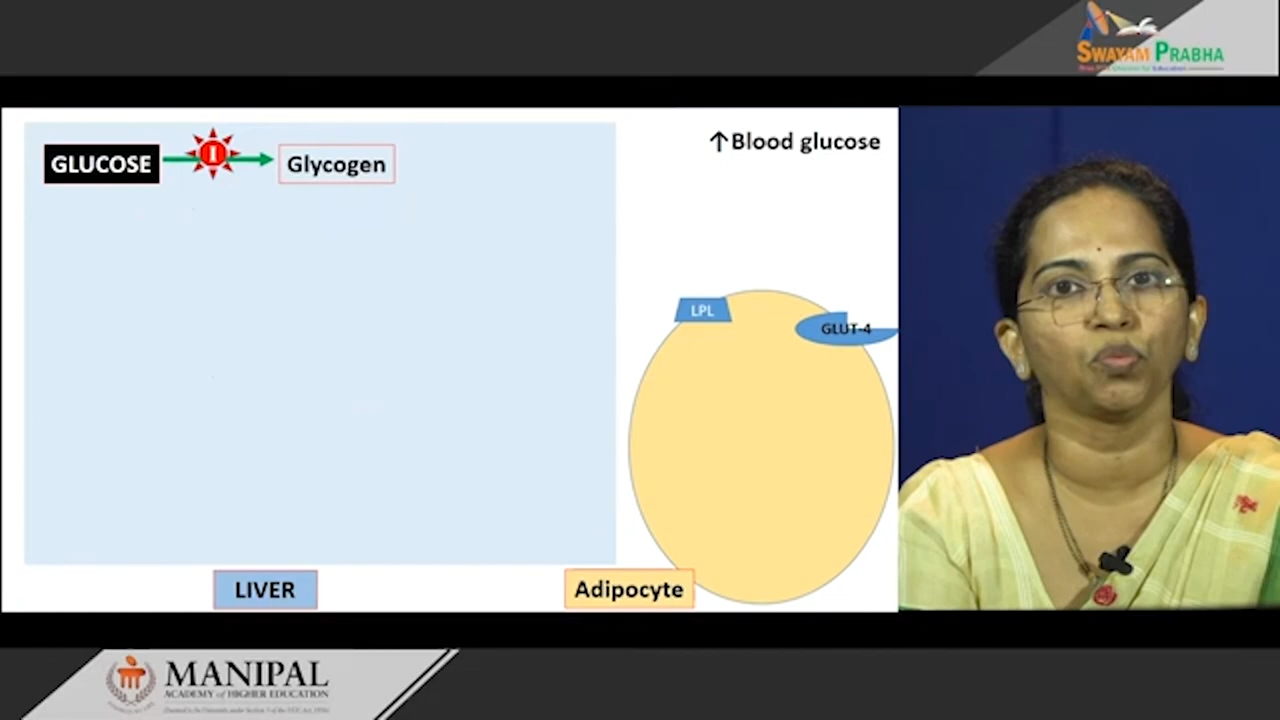 SWAYAM PRABHA
GLUCOSE
I
Glycogen
↑Blood glucose
LPL
GLUT-4
LIVER
Adipocyte
MANIPAL
ACADEMY of HIGHER EDUCATION